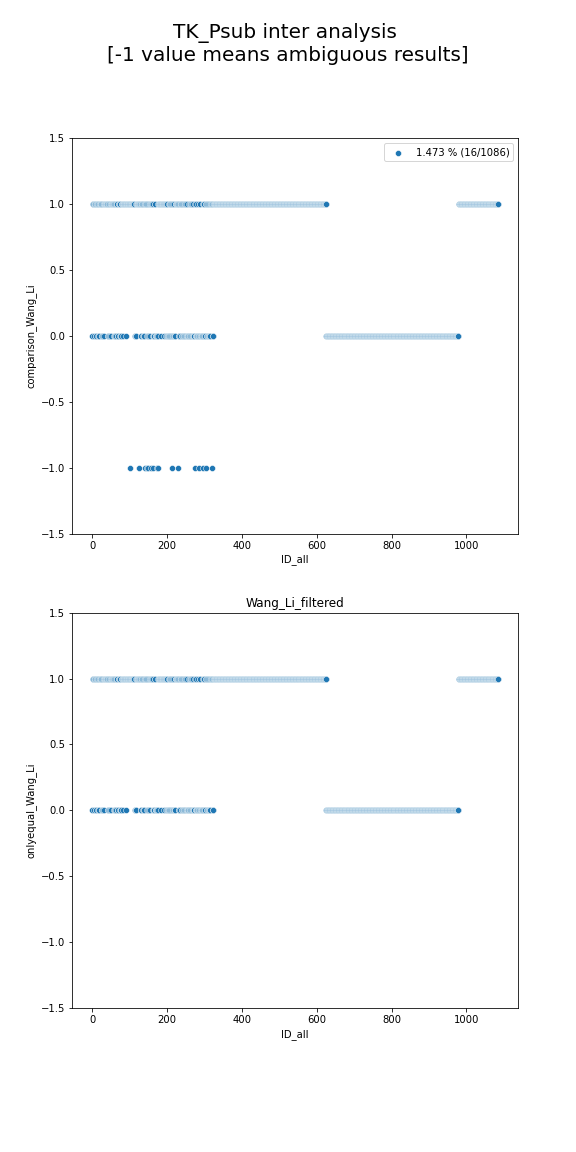 TK_Psub inter analysis
[-1 value means ambiguous results]
1.5
1.0
0.5
0.0
−0.5
−1.0
−1.5
comparison_Wang_Li
1.473 % (16/1086)
0 200 400 600 800 1000
ID_all
Wang_Li_filtered
1.5
1.0
0.5
0.0
−0.5
−1.0
−1.5
onlyequal_Wang_Li
0 200 400 600 800 1000
ID_all